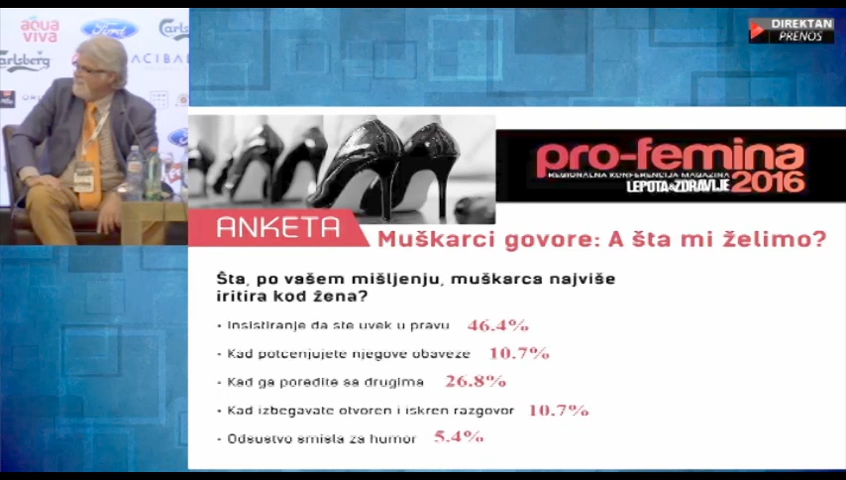 aqua
viva
Ford
Carlsberg
ACIBAD
Carlsberg
Ford
DIREKTAN
PRENOS
pro-femina
REGIONALNA KONFERENCIJA MAGAZINA
LEPOTA&ZDRAVLJE 2016
ANKETA
Muškarci govore: A šta mi želimo?
Šta, po vašem mišljenju, muškarca najviše
iritira kod žena?
• Insistiranje da ste uvek u pravu 46.4%
• Kad potcenjujete njegove obaveze 10.7%
• Kad ga poredite sa drugima 26.8%
• Kad izbegavate otvoren i iskren razgovor 10.7%
• Odsustvo smisla za humor 5.4%